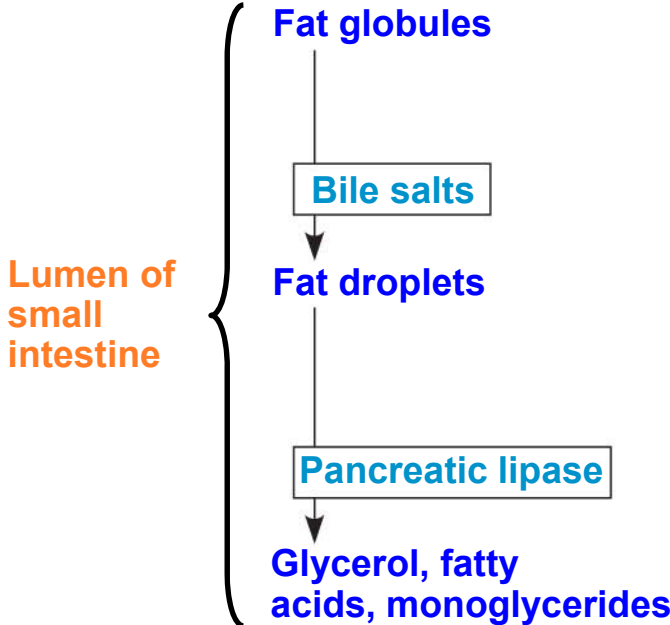 Fat globules
Bile salts
Lumen of
small
intestine
Fat droplets
Pancreatic lipase
Glycerol, fatty
acids, monoglycerides